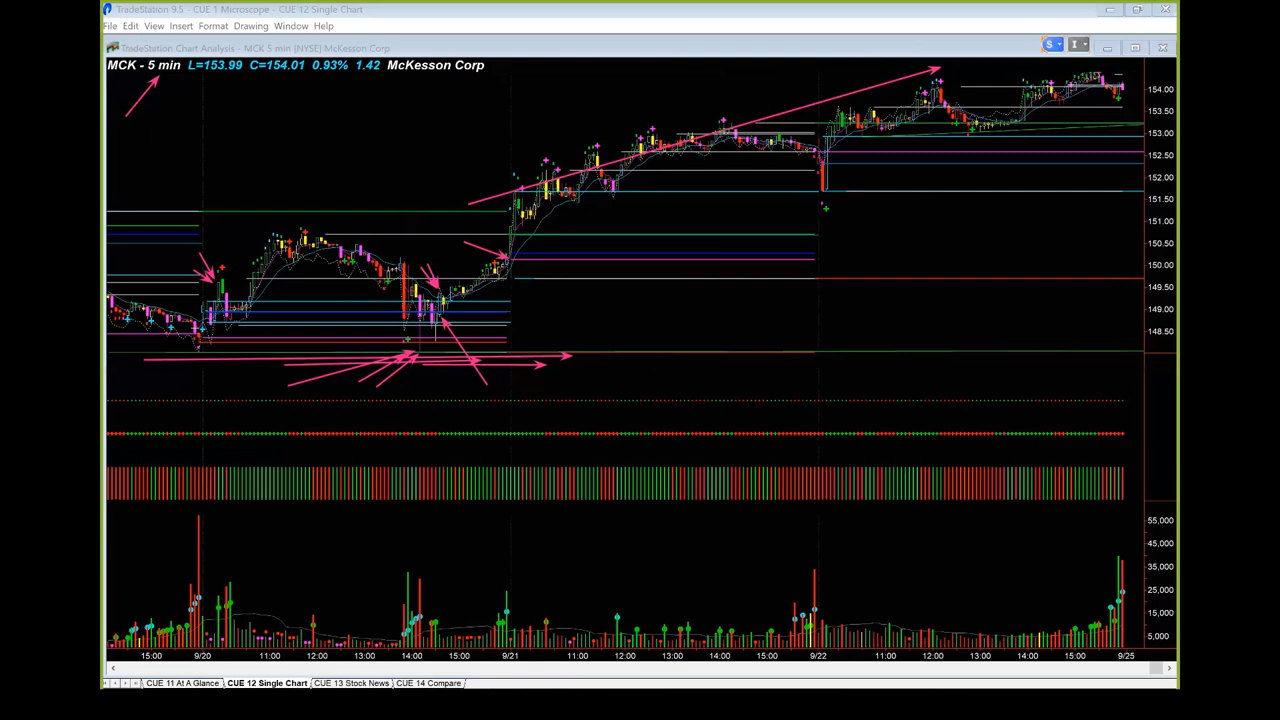 TradeStation 9.5 - CUE 1 Microscope - CUE 12 Single Chart
File Edit View Insert Format Drawing Window Help
TradeStation Chart Analysis - MCK 5 min [NYSE] McKesson Corp
S I
MCK - 5 min L=153.99 C=154.01 0.93% 1.42 McKesson Corp
154.00
153.50
153.00
152.50
152.00
151.50
151.00
150.50
150.00
149.50
149.00
148.50
55,000
45,000
35,000
25,000
15,000
5,000
15:00 9/20 11:00 12:00 13:00 14:00 15:00 9/21 11:00 12:00 13:00 14:00 15:00 9/22 11:00 12:00 13:00 14:00 15:00 9/25
CUE 11 At A Glance CUE 12 Single Chart CUE 13 Stock News CUE 14 Compare